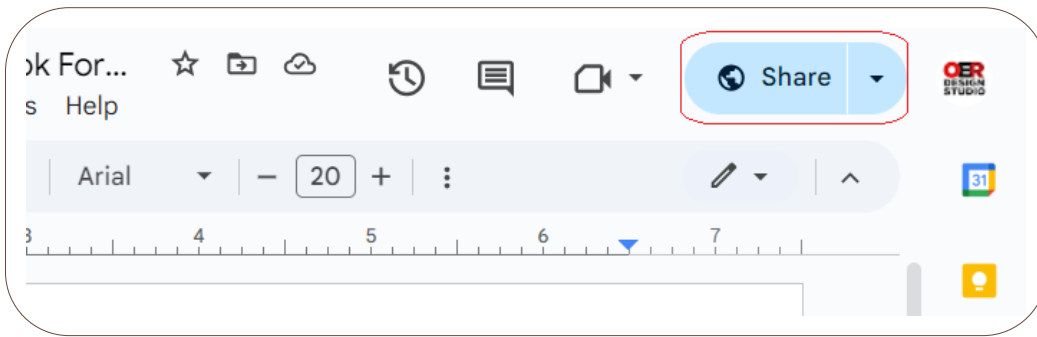 ok For...
Share
OER
DESIGN
STUDIO
s Help
Arial
20
31
3 4 5 6 7